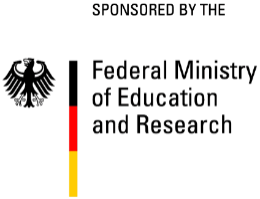 SPONSORED BY THE
Federal Ministry
of Education
and Research